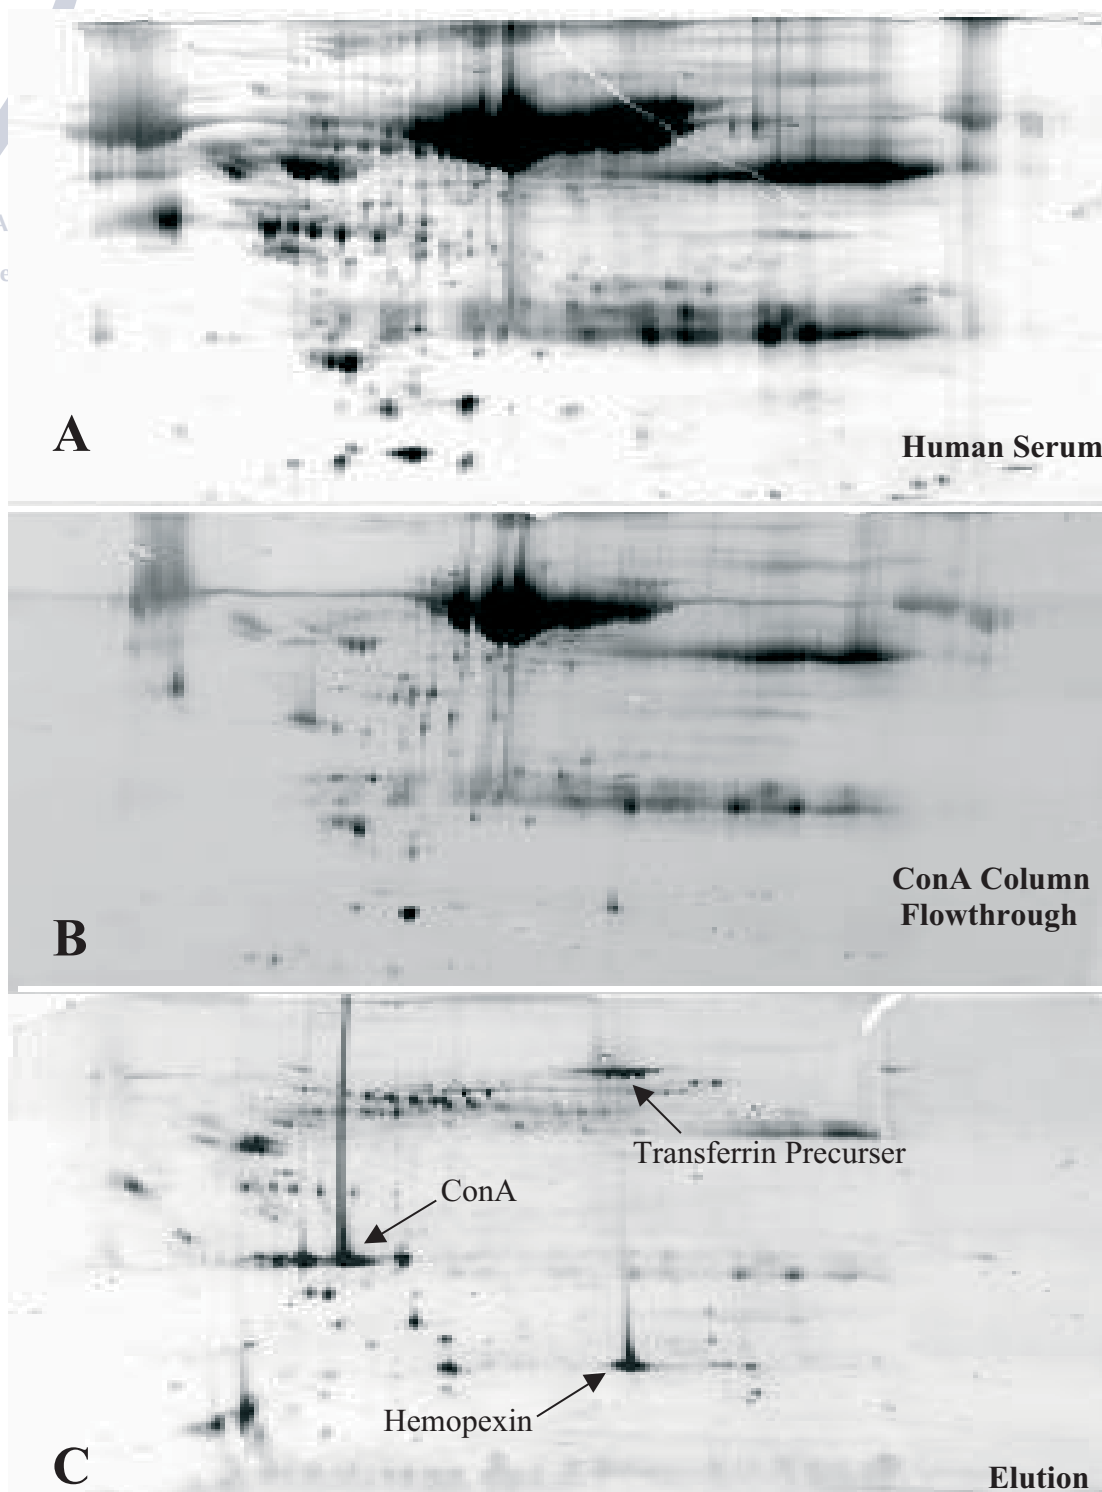 A
Human Serum
ConA Column
Flowthrough
B
Transferrin Precurser
ConA
Hemopexin
C
Elution